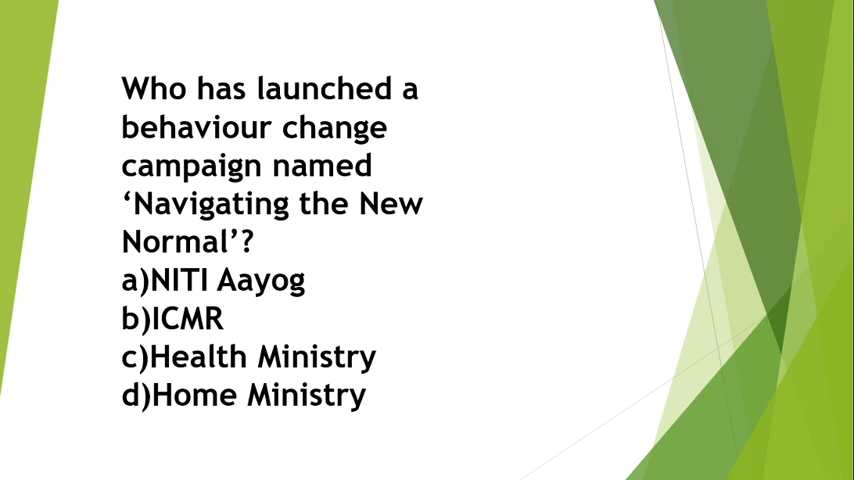 Who has launched a
behaviour change
campaign named
‘Navigating the New
Normal’?
a)NITI Aayog
b)ICMR
c)Health Ministry
d)Home Ministry